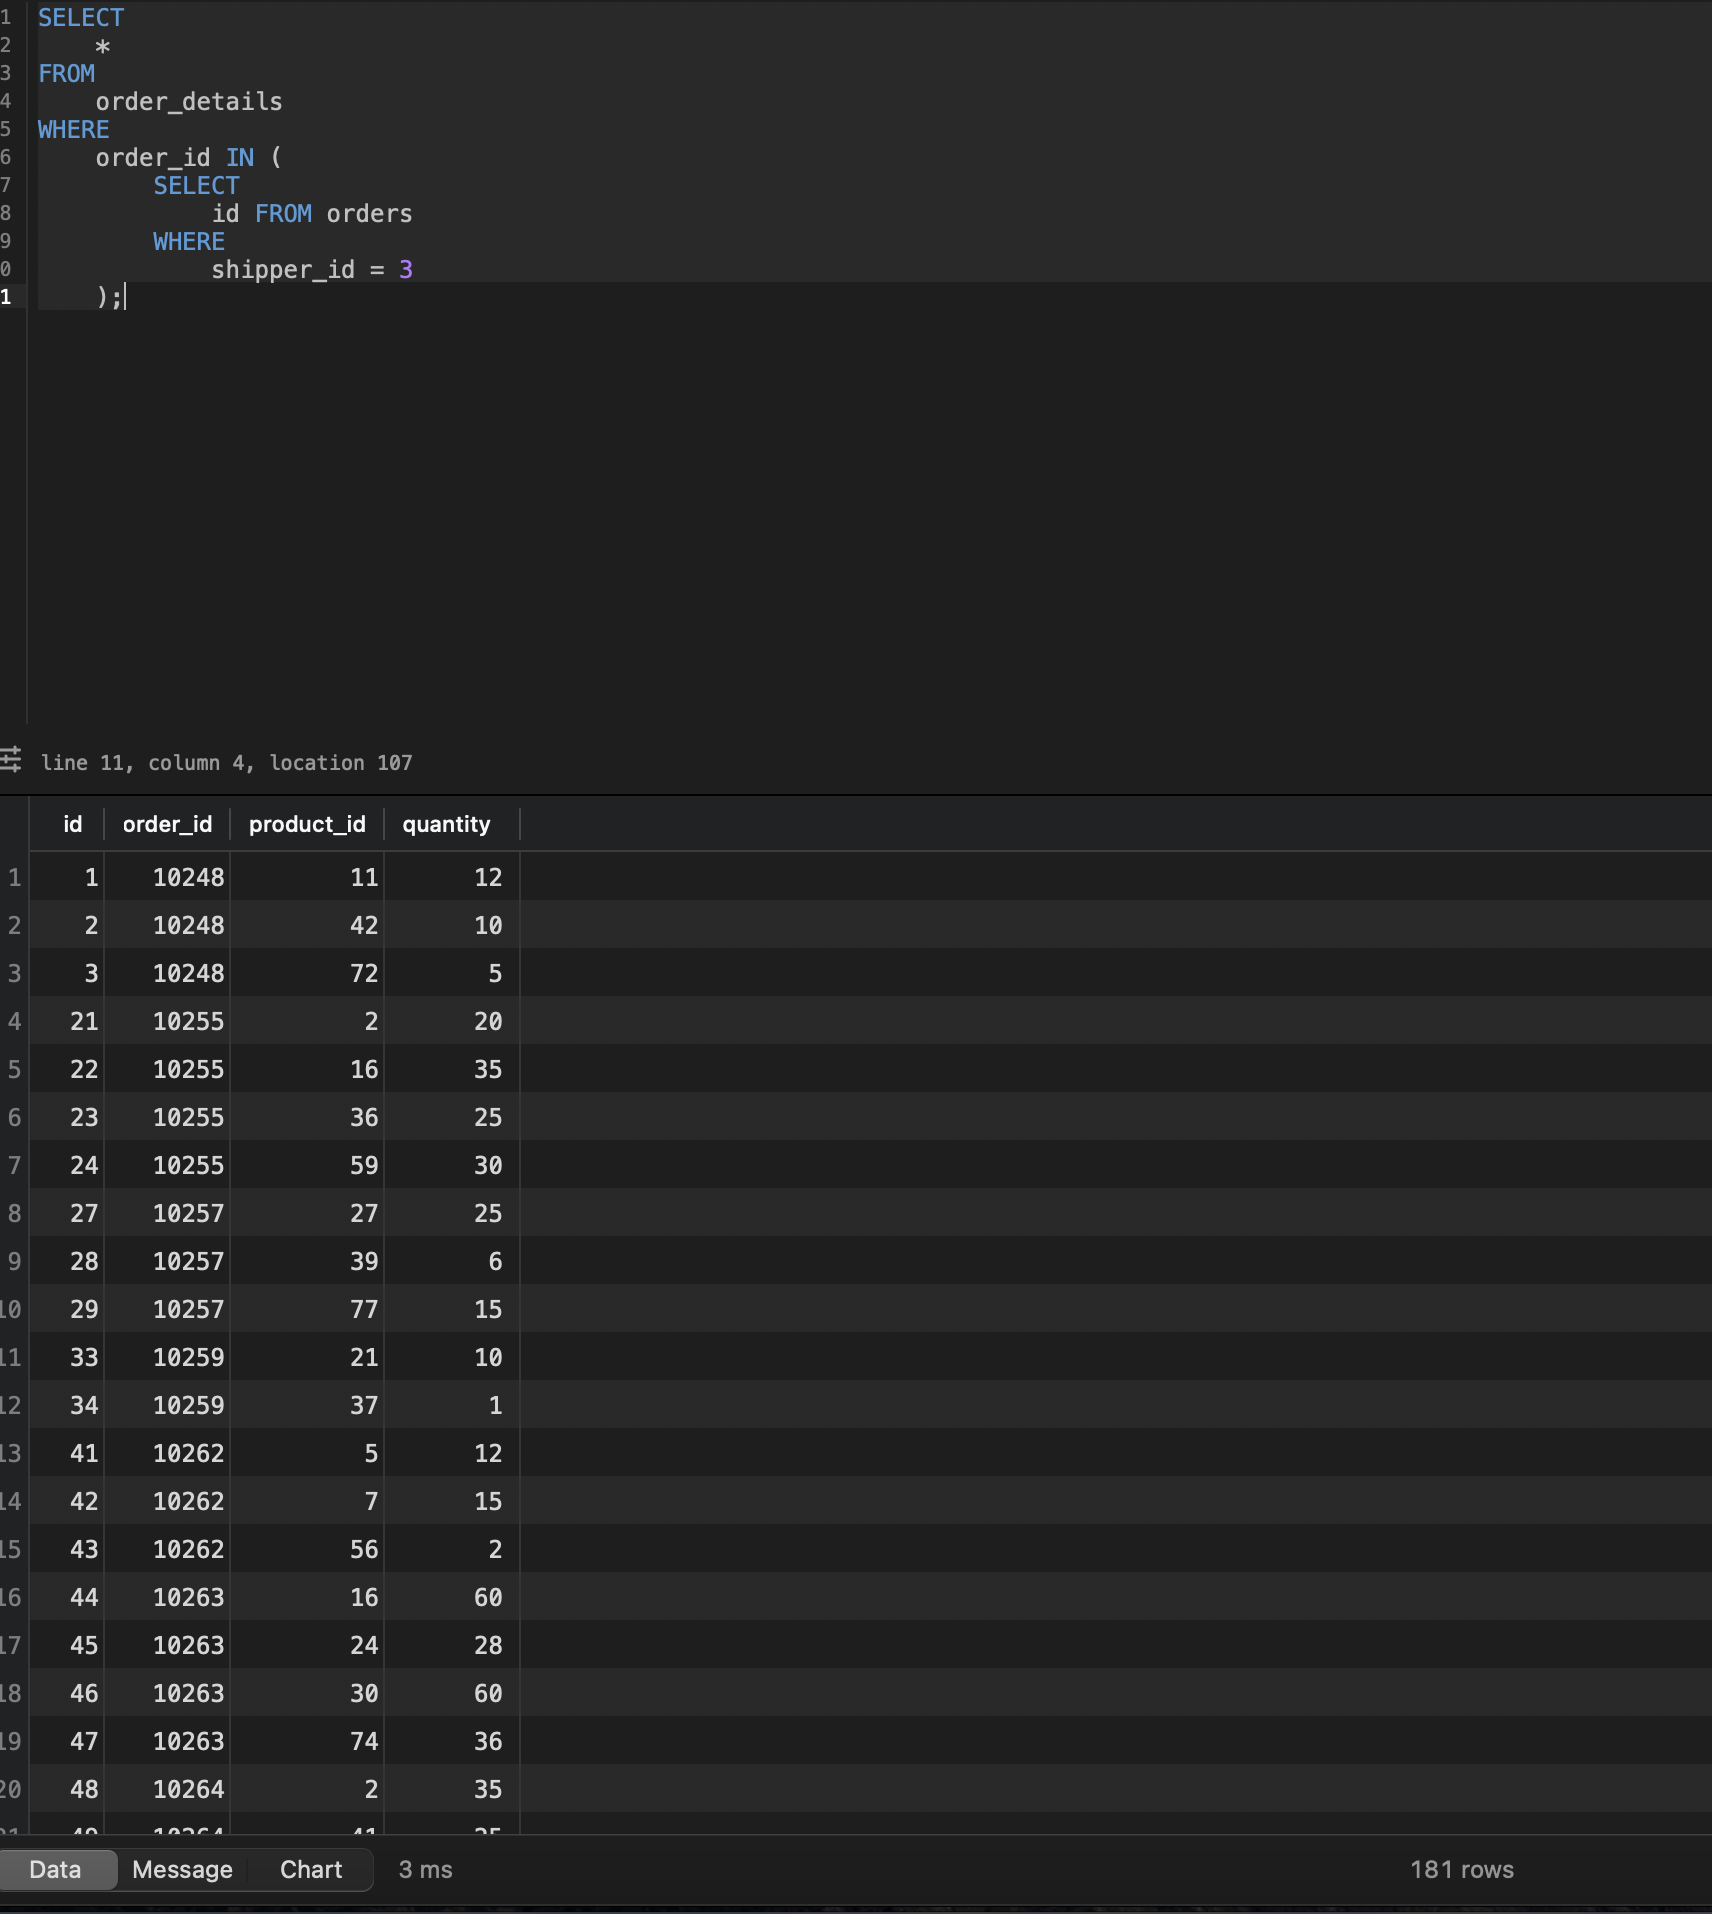 1 SELECT
2 *
3 FROM
4 order_details
5 WHERE
6 order_id IN (
7 SELECT
8 id FROM orders
9 WHERE
0 shipper_id = 3
1 );
line 11, column 4, location 107
id order_id product_id quantity
1 1 10248 11 12
2 2 10248 42 10
3 3 10248 72 5
4 21 10255 2 20
5 22 10255 16 35
6 23 10255 36 25
7 24 10255 59 30
8 27 10257 27 25
9 28 10257 39 6
10 29 10257 77 15
11 33 10259 21 10
12 34 10259 37 1
13 41 10262 5 12
14 42 10262 7 15
15 43 10262 56 2
16 44 10263 16 60
17 45 10263 24 28
18 46 10263 30 60
19 47 10263 74 36
20 48 10264 2 35
Data Message Chart 3 ms 181 rows